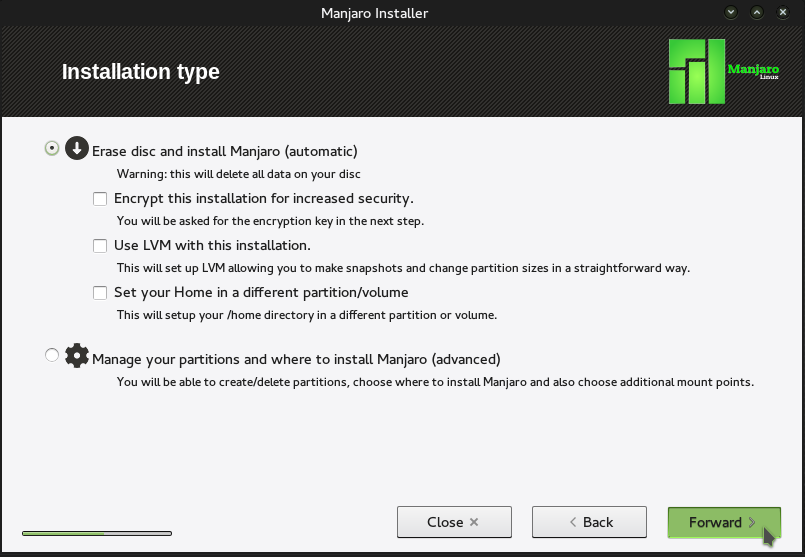 Manjaro Installer
Installation type
Manjaro
Linux
Erase disc and install Manjaro (automatic)
Warning: this will delete all data on your disc
Encrypt this installation for increased security.
You will be asked for the encryption key in the next step.
Use LVM with this installation.
This will set up LVM allowing you to make snapshots and change partition sizes in a straightforward way.
Set your Home in a different partition/volume
This will setup your /home directory in a different partition or volume.
Manage your partitions and where to install Manjaro (advanced)
You will be able to create/delete partitions, choose where to install Manjaro and also choose additional mount points.
Close
Back
Forward